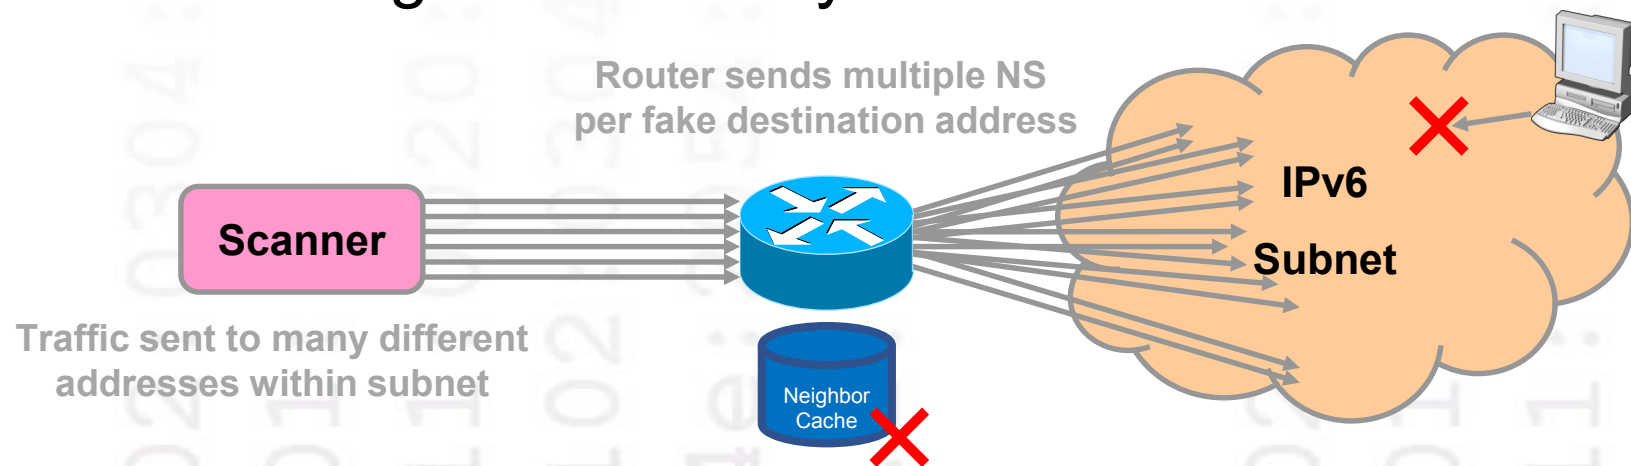 Router sends multiple NS
per fake destination address
IPv6
Scanner
Subnet
Traffic sent to many different
addresses within subnet
Neighbor
Cache